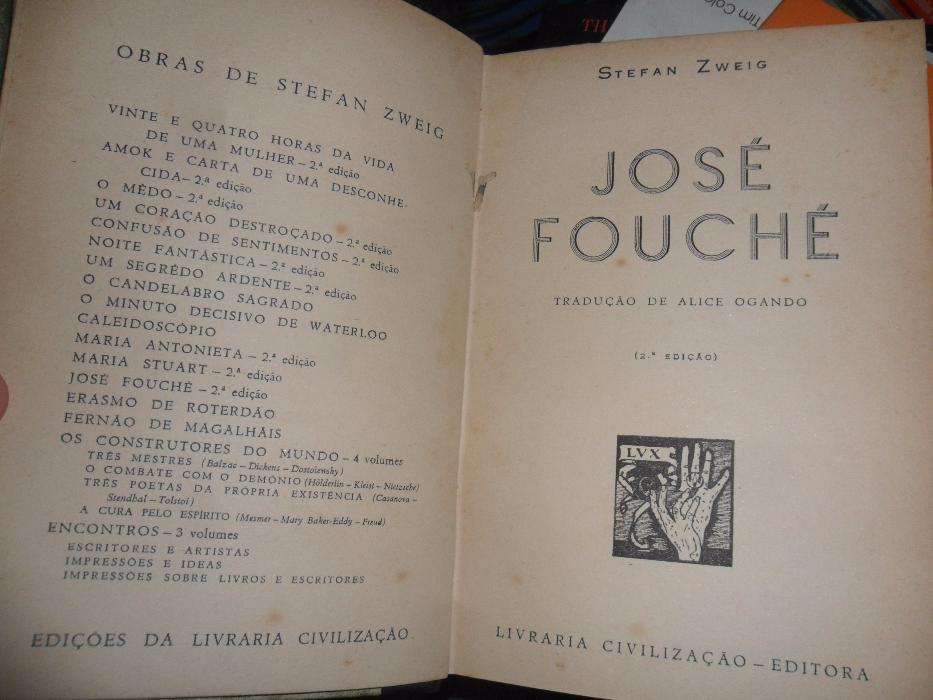 OBRAS DE STEFAN ZWEIG
VINTE E QUATRO HORAS DA VIDA
DE UMA MULHER – 2.ª edição
AMOK E CARTA DE UMA DESCONHE-
CIDA – 2.ª edição
O MÊDO – 2.ª edição
UM CORAÇÃO DESTROÇADO – 2.ª edição
CONFUSÃO DE SENTIMENTOS – 2.ª edição
NOITE FANTÁSTICA – 2.ª edição
UM SEGRÊDO ARDENTE – 2.ª edição
O CANDELABRO SAGRADO
O MINUTO DECISIVO DE WATERLOO
CALEIDOSCÓPIO
MARIA ANTONIETA – 2.ª edição
MARIA STUART – 2.ª edição
JOSÉ FOUCHÉ – 2.ª edição
ERASMO DE ROTERDÃO
FERNÃO DE MAGALHÃIS
OS CONSTRUTORES DO MUNDO – 4 volumes
TRÊS MESTRES (Balzac – Dickens – Dostoiensky)
O COMBATE COM O DEMÓNIO (Hölderlin – Kleist – Nietzsche)
TRÊS POETAS DA PRÓPRIA EXISTÊNCIA (Casanova –
Stendhal – Tolstoi)
A CURA PELO ESPÍRITO (Mesmer – Mary Baker-Eddy – Freud)
ENCONTROS – 3 volumes
ESCRITORES E ARTISTAS
IMPRESSÕES E IDEAS
IMPRESSÕES SOBRE LIVROS E ESCRITORES
EDIÇÕES DA LIVRARIA CIVILIZAÇÃO
TH
Tim Col
STEFAN ZWEIG
JOSÉ
FOUCHÉ
TRADUÇÃO DE ALICE OGANDO
(2.ª EDIÇÃO)
LVX
LIVRARIA CIVILIZAÇÃO – EDITORA